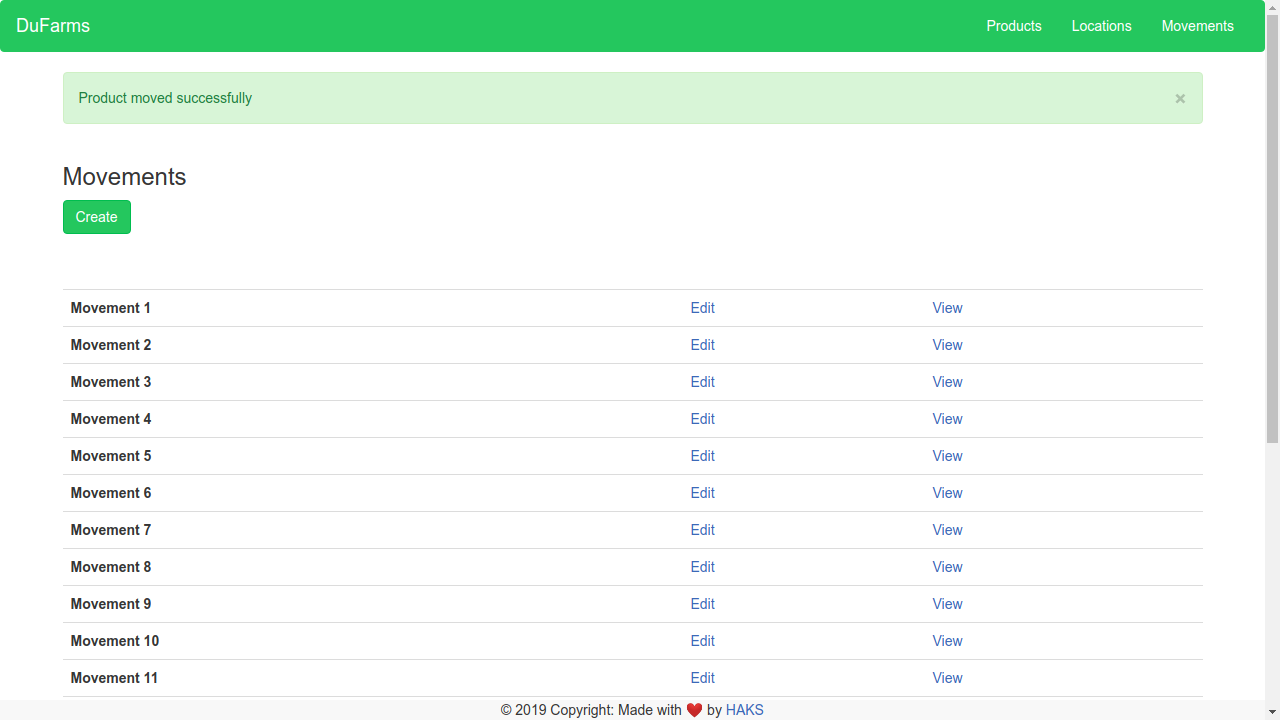 DuFarms Products Locations Movements
Product moved successfully ×
Movements
Create
Movement 1 Edit View
Movement 2 Edit View
Movement 3 Edit View
Movement 4 Edit View
Movement 5 Edit View
Movement 6 Edit View
Movement 7 Edit View
Movement 8 Edit View
Movement 9 Edit View
Movement 10 Edit View
Movement 11 Edit View
© 2019 Copyright: Made with ❤️ by HAKS